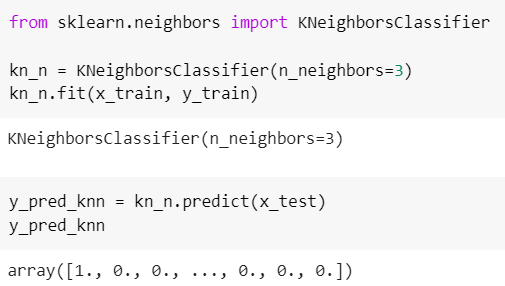 from sklearn.neighbors import KNeighborsClassifier
kn_n = KNeighborsClassifier(n_neighbors=3)
kn_n.fit(x_train, y_train)
KNeighborsClassifier(n_neighbors=3)
y_pred_knn = kn_n.predict(x_test)
y_pred_knn
array([1., 0., 0., ..., 0., 0., 0.])